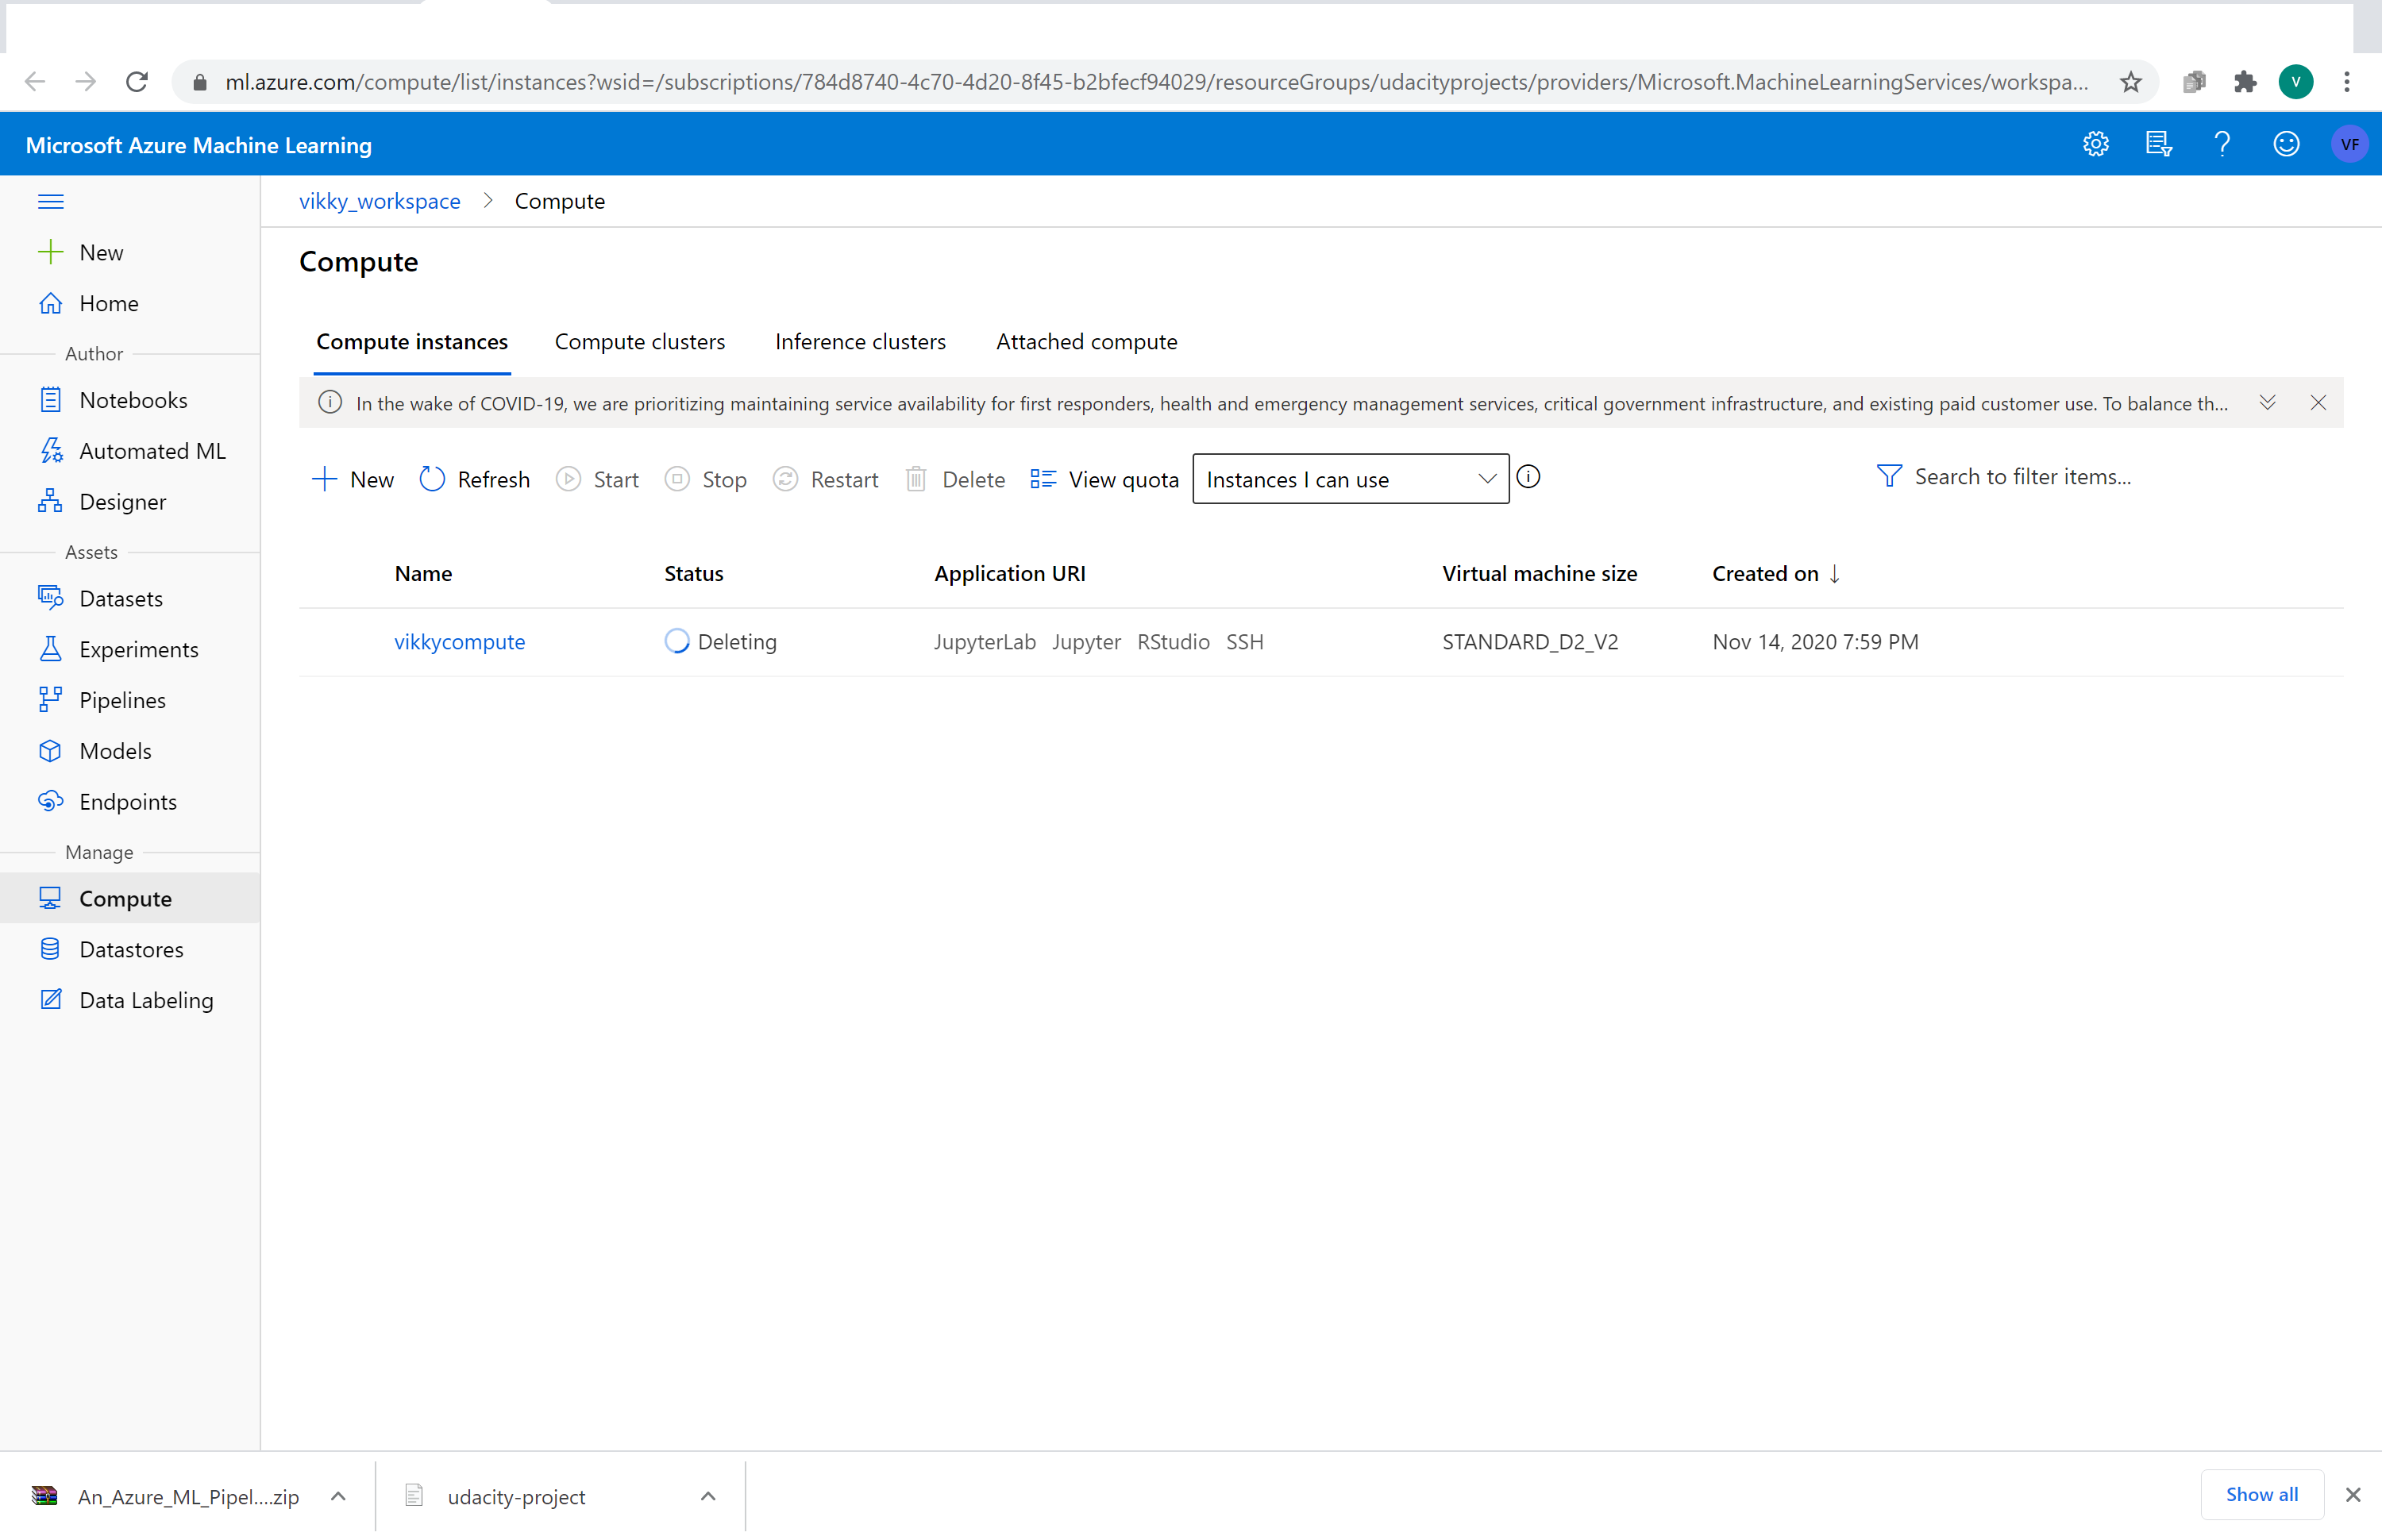 ml.azure.com/compute/list/instances?wsid=/subscriptions/784d8740-4c70-4d20-8f45-b2bfecf94029/resourceGroups/udacityprojects/providers/Microsoft.MachineLearningServices/workspa...
V
Microsoft Azure Machine Learning
VF
vikky_workspace > Compute
New
Home
Author
Notebooks
Automated ML
Designer
Assets
Datasets
Experiments
Pipelines
Models
Endpoints
Manage
Compute
Datastores
Data Labeling
Compute
Compute instances Compute clusters Inference clusters Attached compute
In the wake of COVID-19, we are prioritizing maintaining service availability for first responders, health and emergency management services, critical government infrastructure, and existing paid customer use. To balance th...
New Refresh Start Stop Restart Delete View quota Instances I can use Search to filter items...
Name Status Application URI Virtual machine size Created on ↓
vikkycompute Deleting JupyterLab Jupyter RStudio SSH STANDARD_D2_V2 Nov 14, 2020 7:59 PM
An_Azure_ML_Pipel....zip udacity-project Show all